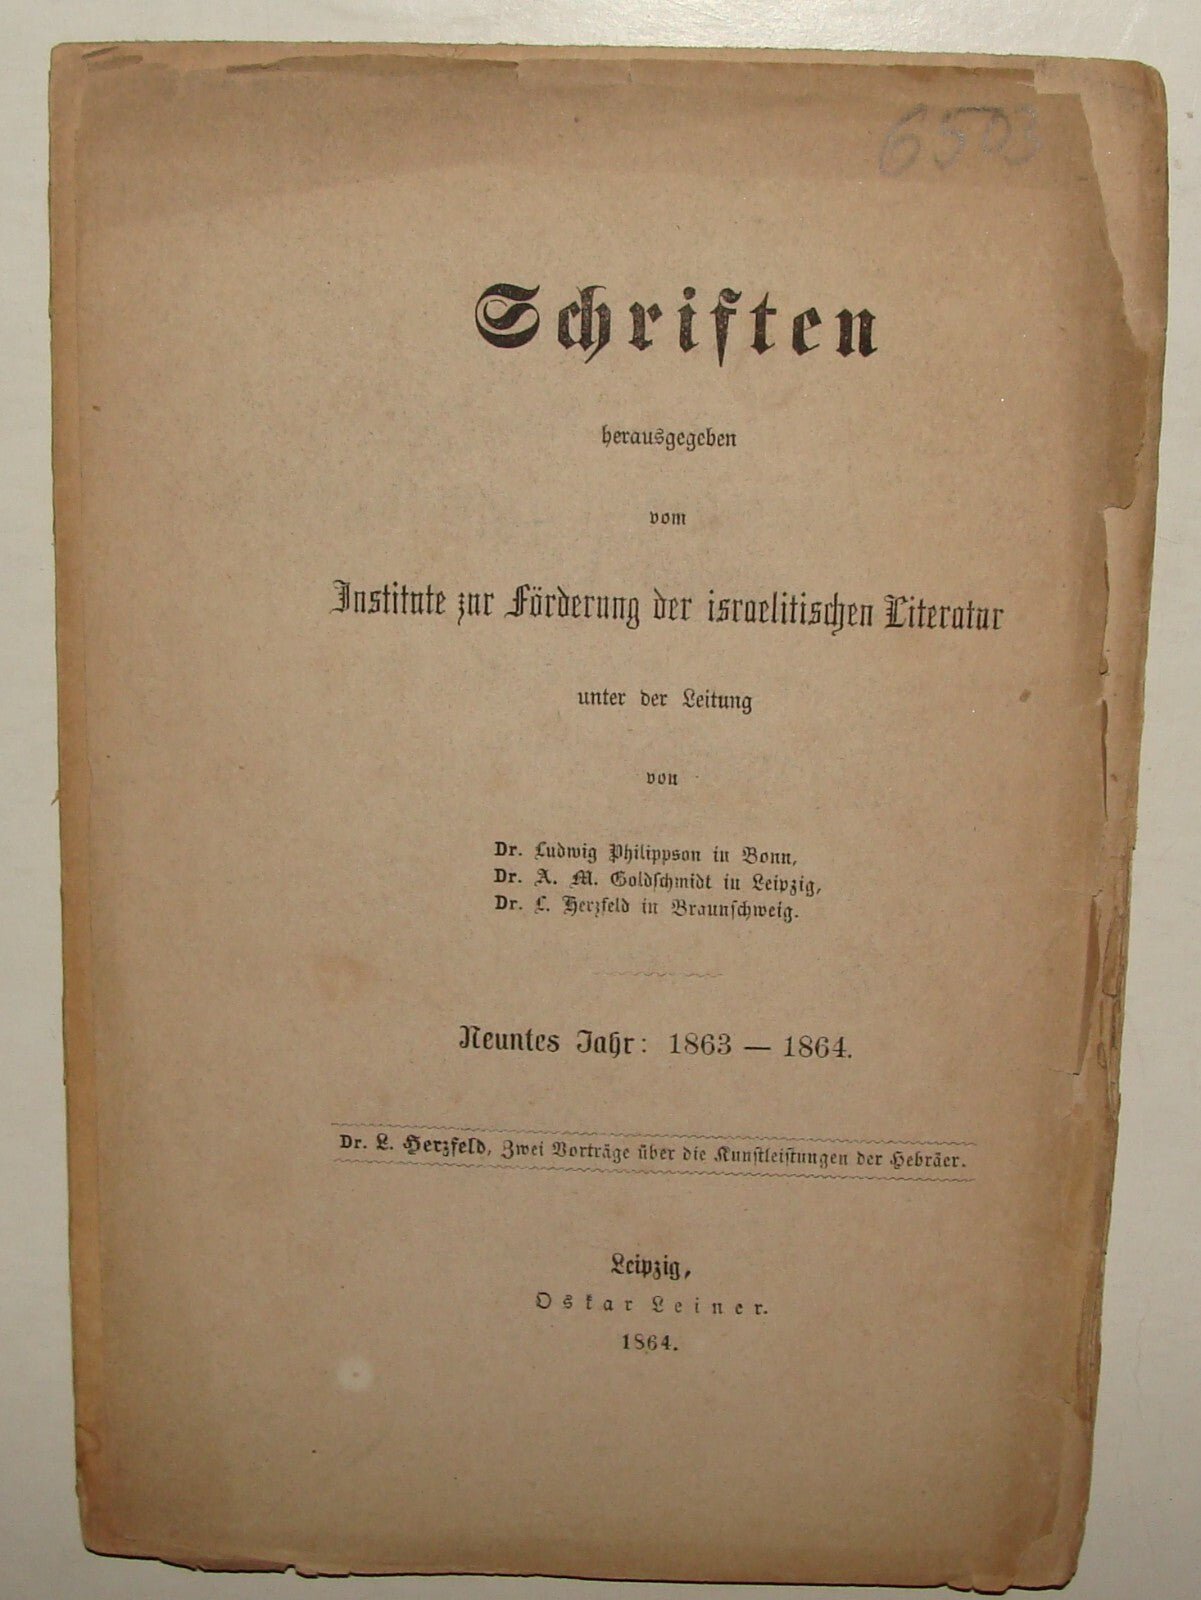 6503
Schriften
herausgegeben
vom
Institute zur Förderung der israelitischen Literatur
unter der Leitung
von
Dr. Ludwig Philippson in Bonn,
Dr. A. M. Goldschmidt in Leipzig,
Dr. L. Herzfeld in Braunschweig.
Neuntes Jahr: 1863 — 1864.
Dr. L. Herzfeld, Zwei Vorträge über die Kunstleistungen der Hebräer.
Leipzig,
Oskar Leiner.
1864.